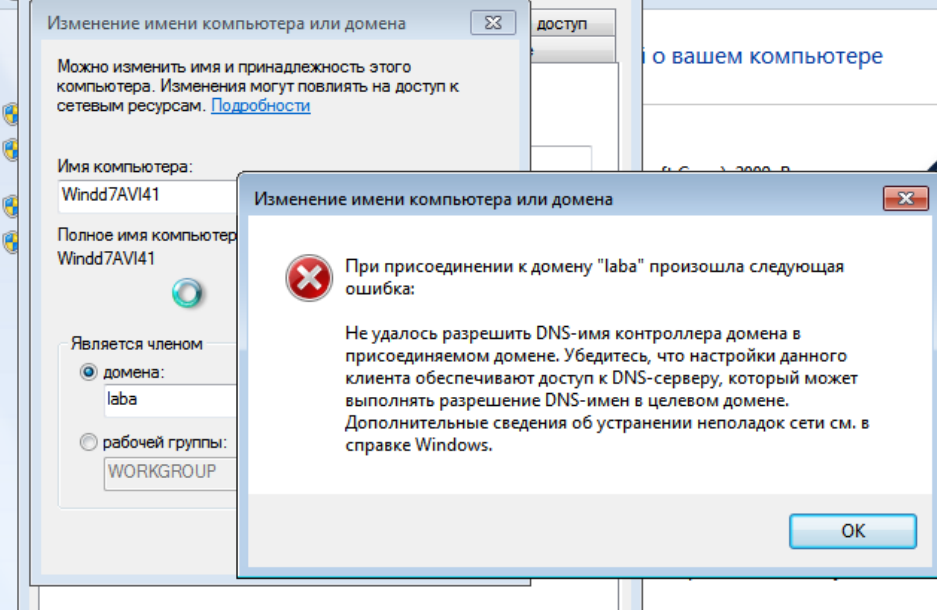 Изменение имени компьютера или домена
доступ
о вашем компьютере
Можно изменить имя и принадлежность этого
компьютера. Изменения могут повлиять на доступ к
сетевым ресурсам. Подробности
Имя компьютера:
Windd7AVI41
Полное имя компьютер
Windd7AVI41
Является членом
домена:
laba
рабочей группы:
WORKGROUP
Изменение имени компьютера или домена
При присоединении к домену "laba" произошла следующая
ошибка:
Не удалось разрешить DNS-имя контроллера домена в
присоединяемом домене. Убедитесь, что настройки данного
клиента обеспечивают доступ к DNS-серверу, который может
выполнять разрешение DNS-имен в целевом домене.
Дополнительные сведения об устранении неполадок сети см. в
справке Windows.
OK